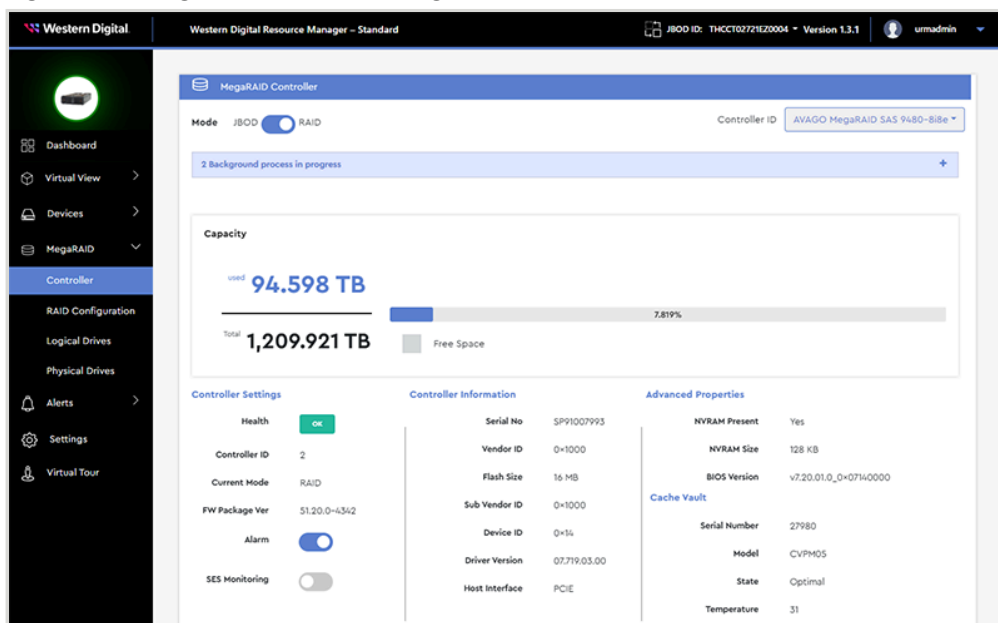 Western Digital.
Western Digital Resource Manager – Standard
JBOD ID: THCCT02721EZ0004 Version 1.3.1
urmadmin
MegaRAID Controller
Mode JBOD RAID
Controller ID AVAGO MegaRAID SAS 9480-8i8e
2 Background process in progress +
Dashboard
Virtual View
Devices
MegaRAID
Controller
RAID Configuration
Logical Drives
Physical Drives
Alerts
Settings
Virtual Tour
Capacity
used 94.598 TB
7.819%
Total 1,209.921 TB
Free Space
Controller Settings
Health OK
Controller ID 2
Current Mode RAID
FW Package Ver 51.20.0-4342
Alarm
SES Monitoring
Controller Information
Serial No SP91007993
Vendor ID 0×1000
Flash Size 16 MB
Sub Vendor ID 0×1000
Device ID 0×14
Driver Version 07.719.03.00
Host Interface PCIE
Advanced Properties
NVRAM Present Yes
NVRAM Size 128 KB
BIOS Version v7.20.01.0_0×07140000
Cache Vault
Serial Number 27980
Model CVPM05
State Optimal
Temperature 31